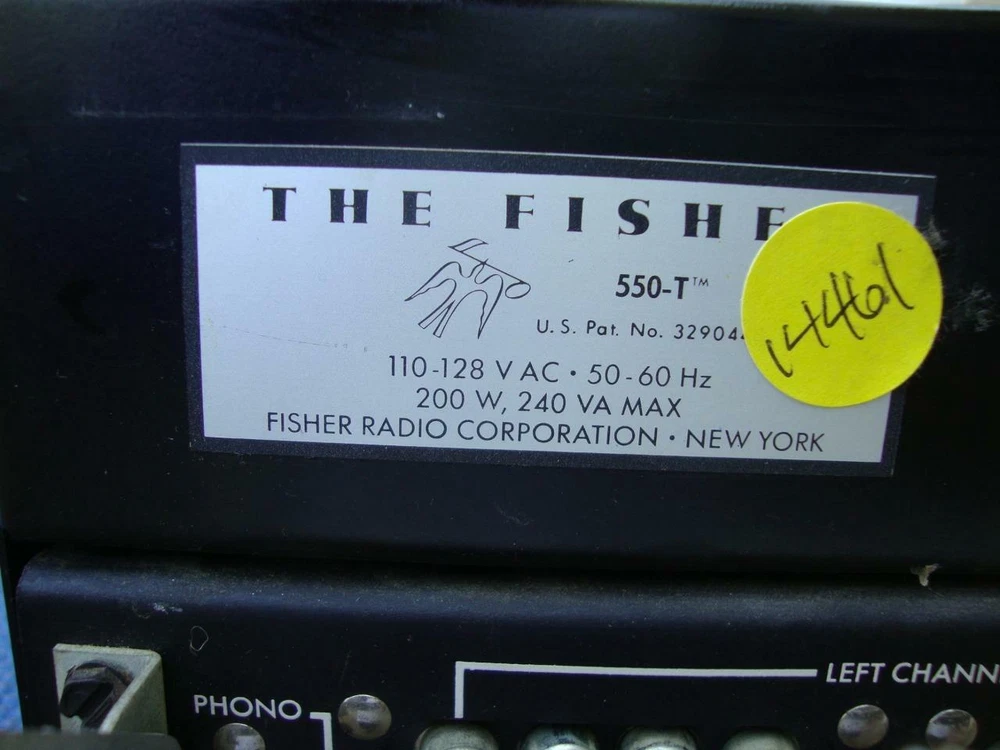 THE FISHE
550-T™
U.S. Pat. No. 32904
14461
110-128 V AC • 50-60 Hz
200 W, 240 VA MAX
FISHER RADIO CORPORATION • NEW YORK
LEFT CHANN
PHONO